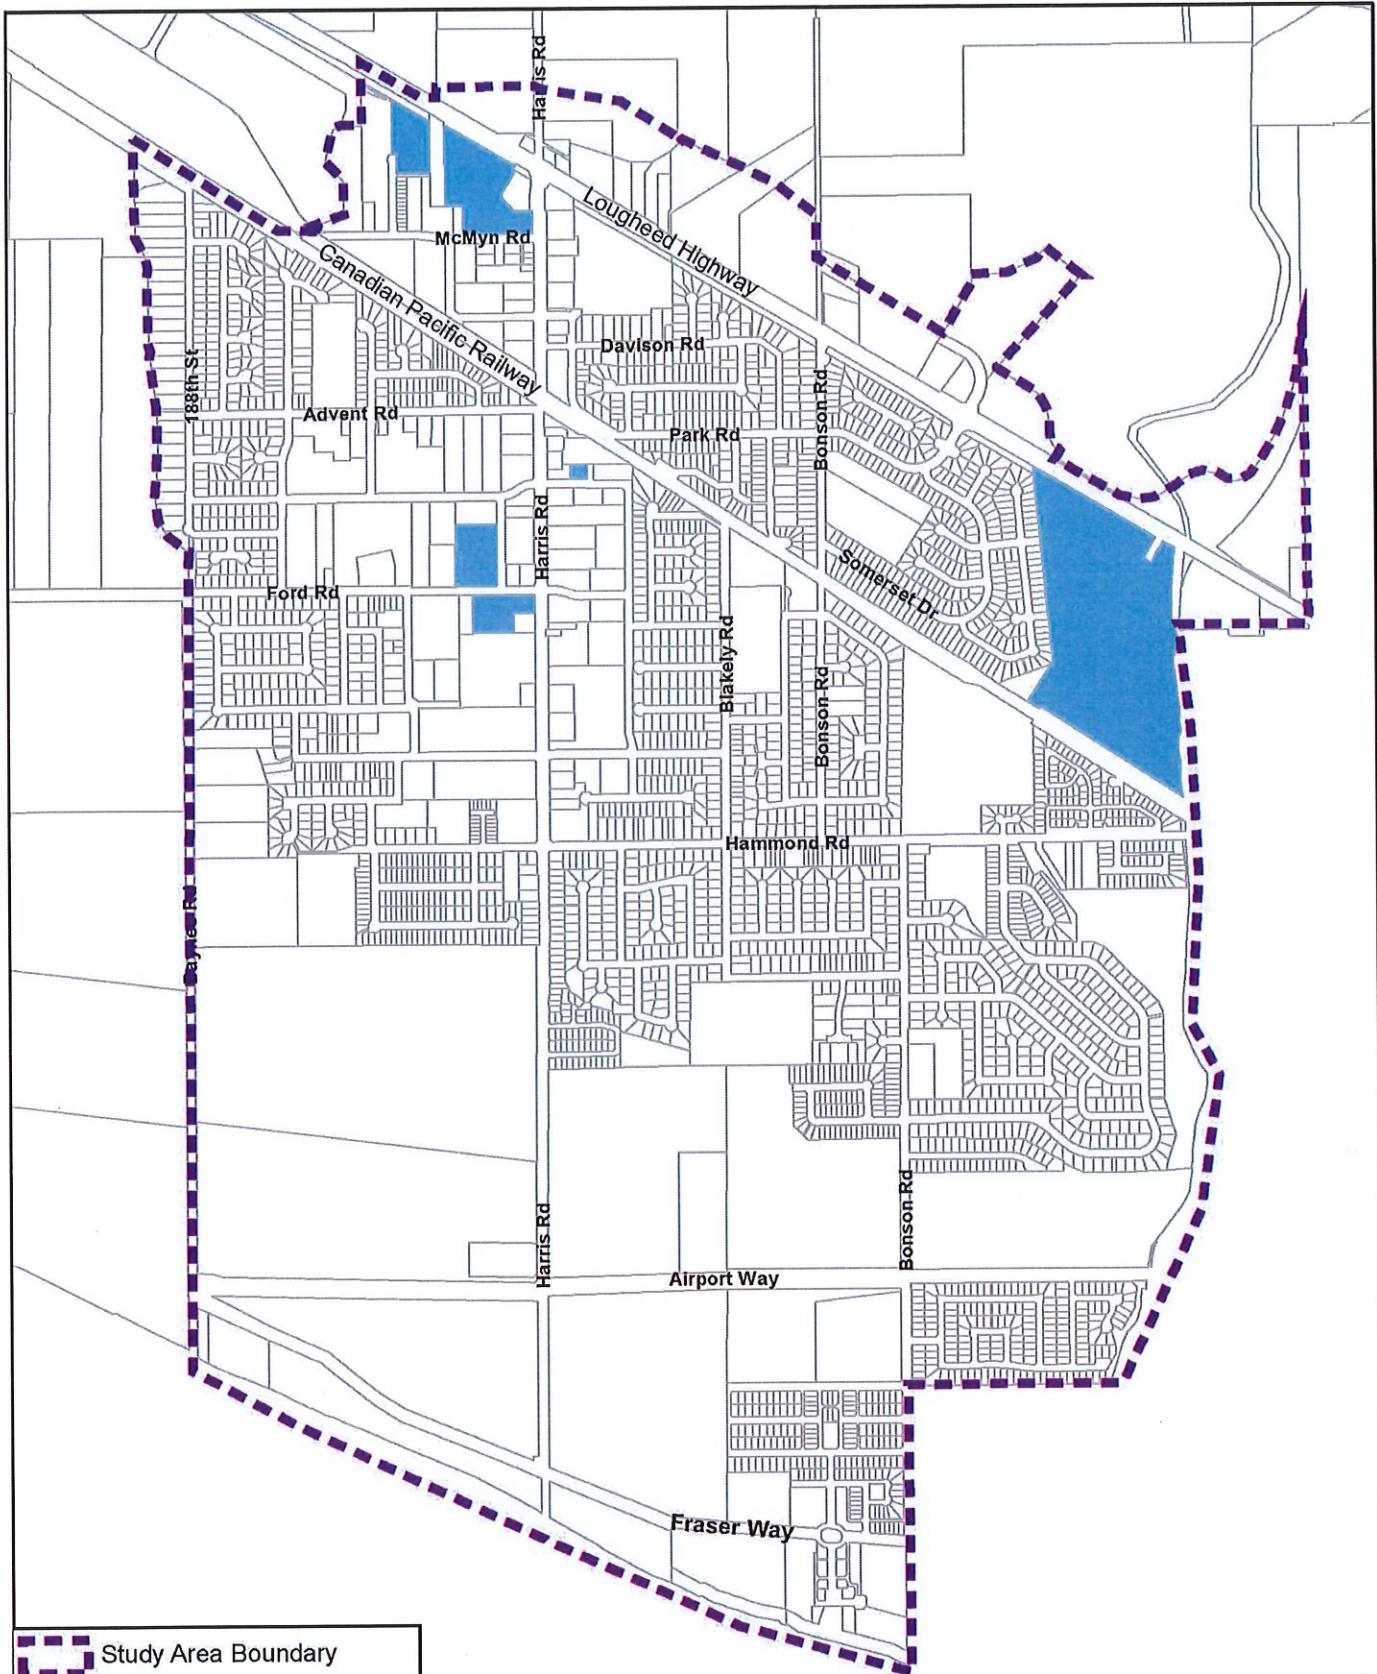 Harris Rd
Lougheed Highway
McMyn Rd
Canadian Pacific Railway
Davison Rd
188th St
Bonson Rd
Advent Rd
Park Rd
Harris Rd
Somerset Dr
Ford Rd
Blakely Rd
Bonson Rd
Hammond Rd
Harris Rd
Bonson Rd
Airport Way
Fraser Way
Study Area Boundary